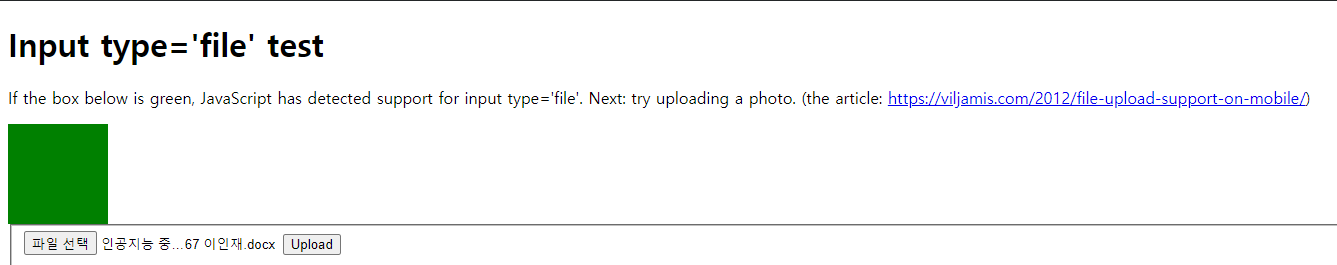 Input type='file' test
If the box below is green, JavaScript has detected support for input type='file'. Next: try uploading a photo. (the article: https://viljamis.com/2012/file-upload-support-on-mobile/)
파일 선택 인공지능 중...67 이인재.docx Upload